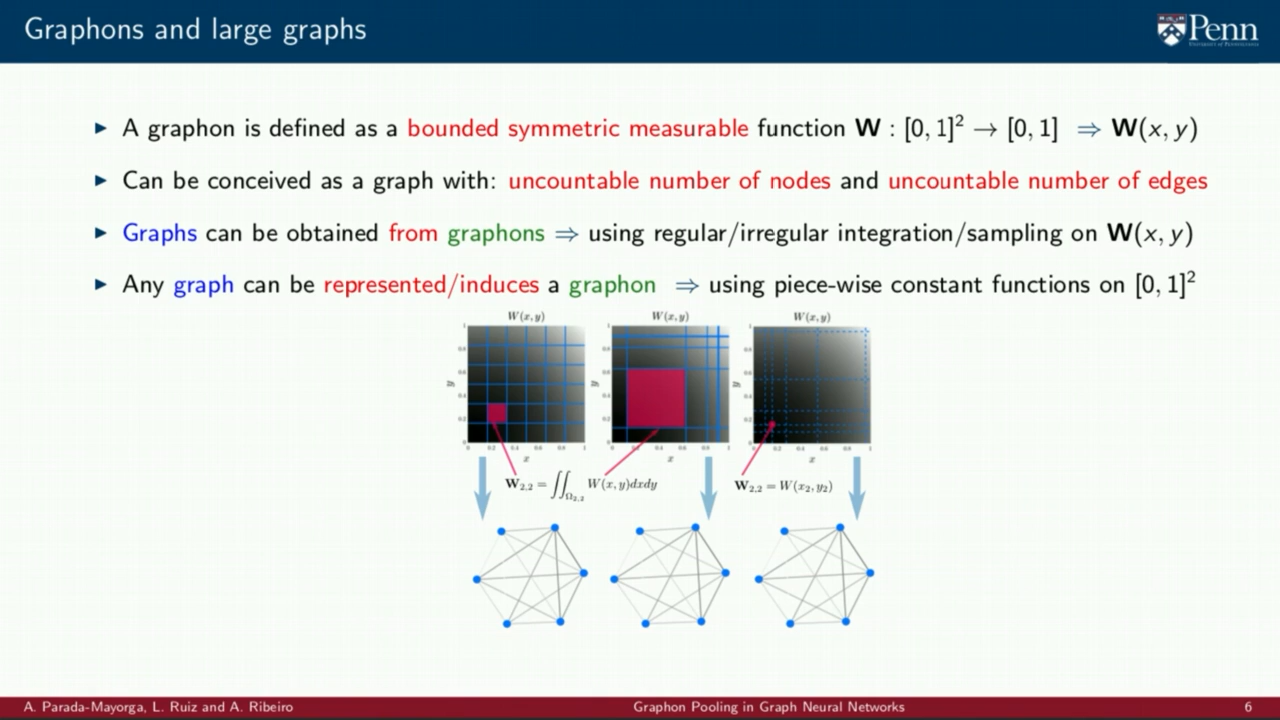 Graphons and large graphs
Penn
University of Pennsylvania
▶ A graphon is defined as a bounded symmetric measurable function W : [0, 1]² → [0, 1] ⇒ W(x, y)
▶ Can be conceived as a graph with: uncountable number of nodes and uncountable number of edges
▶ Graphs can be obtained from graphons ⇒ using regular/irregular integration/sampling on W(x, y)
▶ Any graph can be represented/induces a graphon ⇒ using piece-wise constant functions on [0, 1]²
W(x,y) W(x,y) W(x,y)
y y y
x x x
W₂,₂ = ∬_Ω₂,₂ W(x,y)dxdy
W₂,₂ = W(x₂,y₂)
A. Parada-Mayorga, L. Ruiz and A. Ribeiro Graphon Pooling in Graph Neural Networks 6